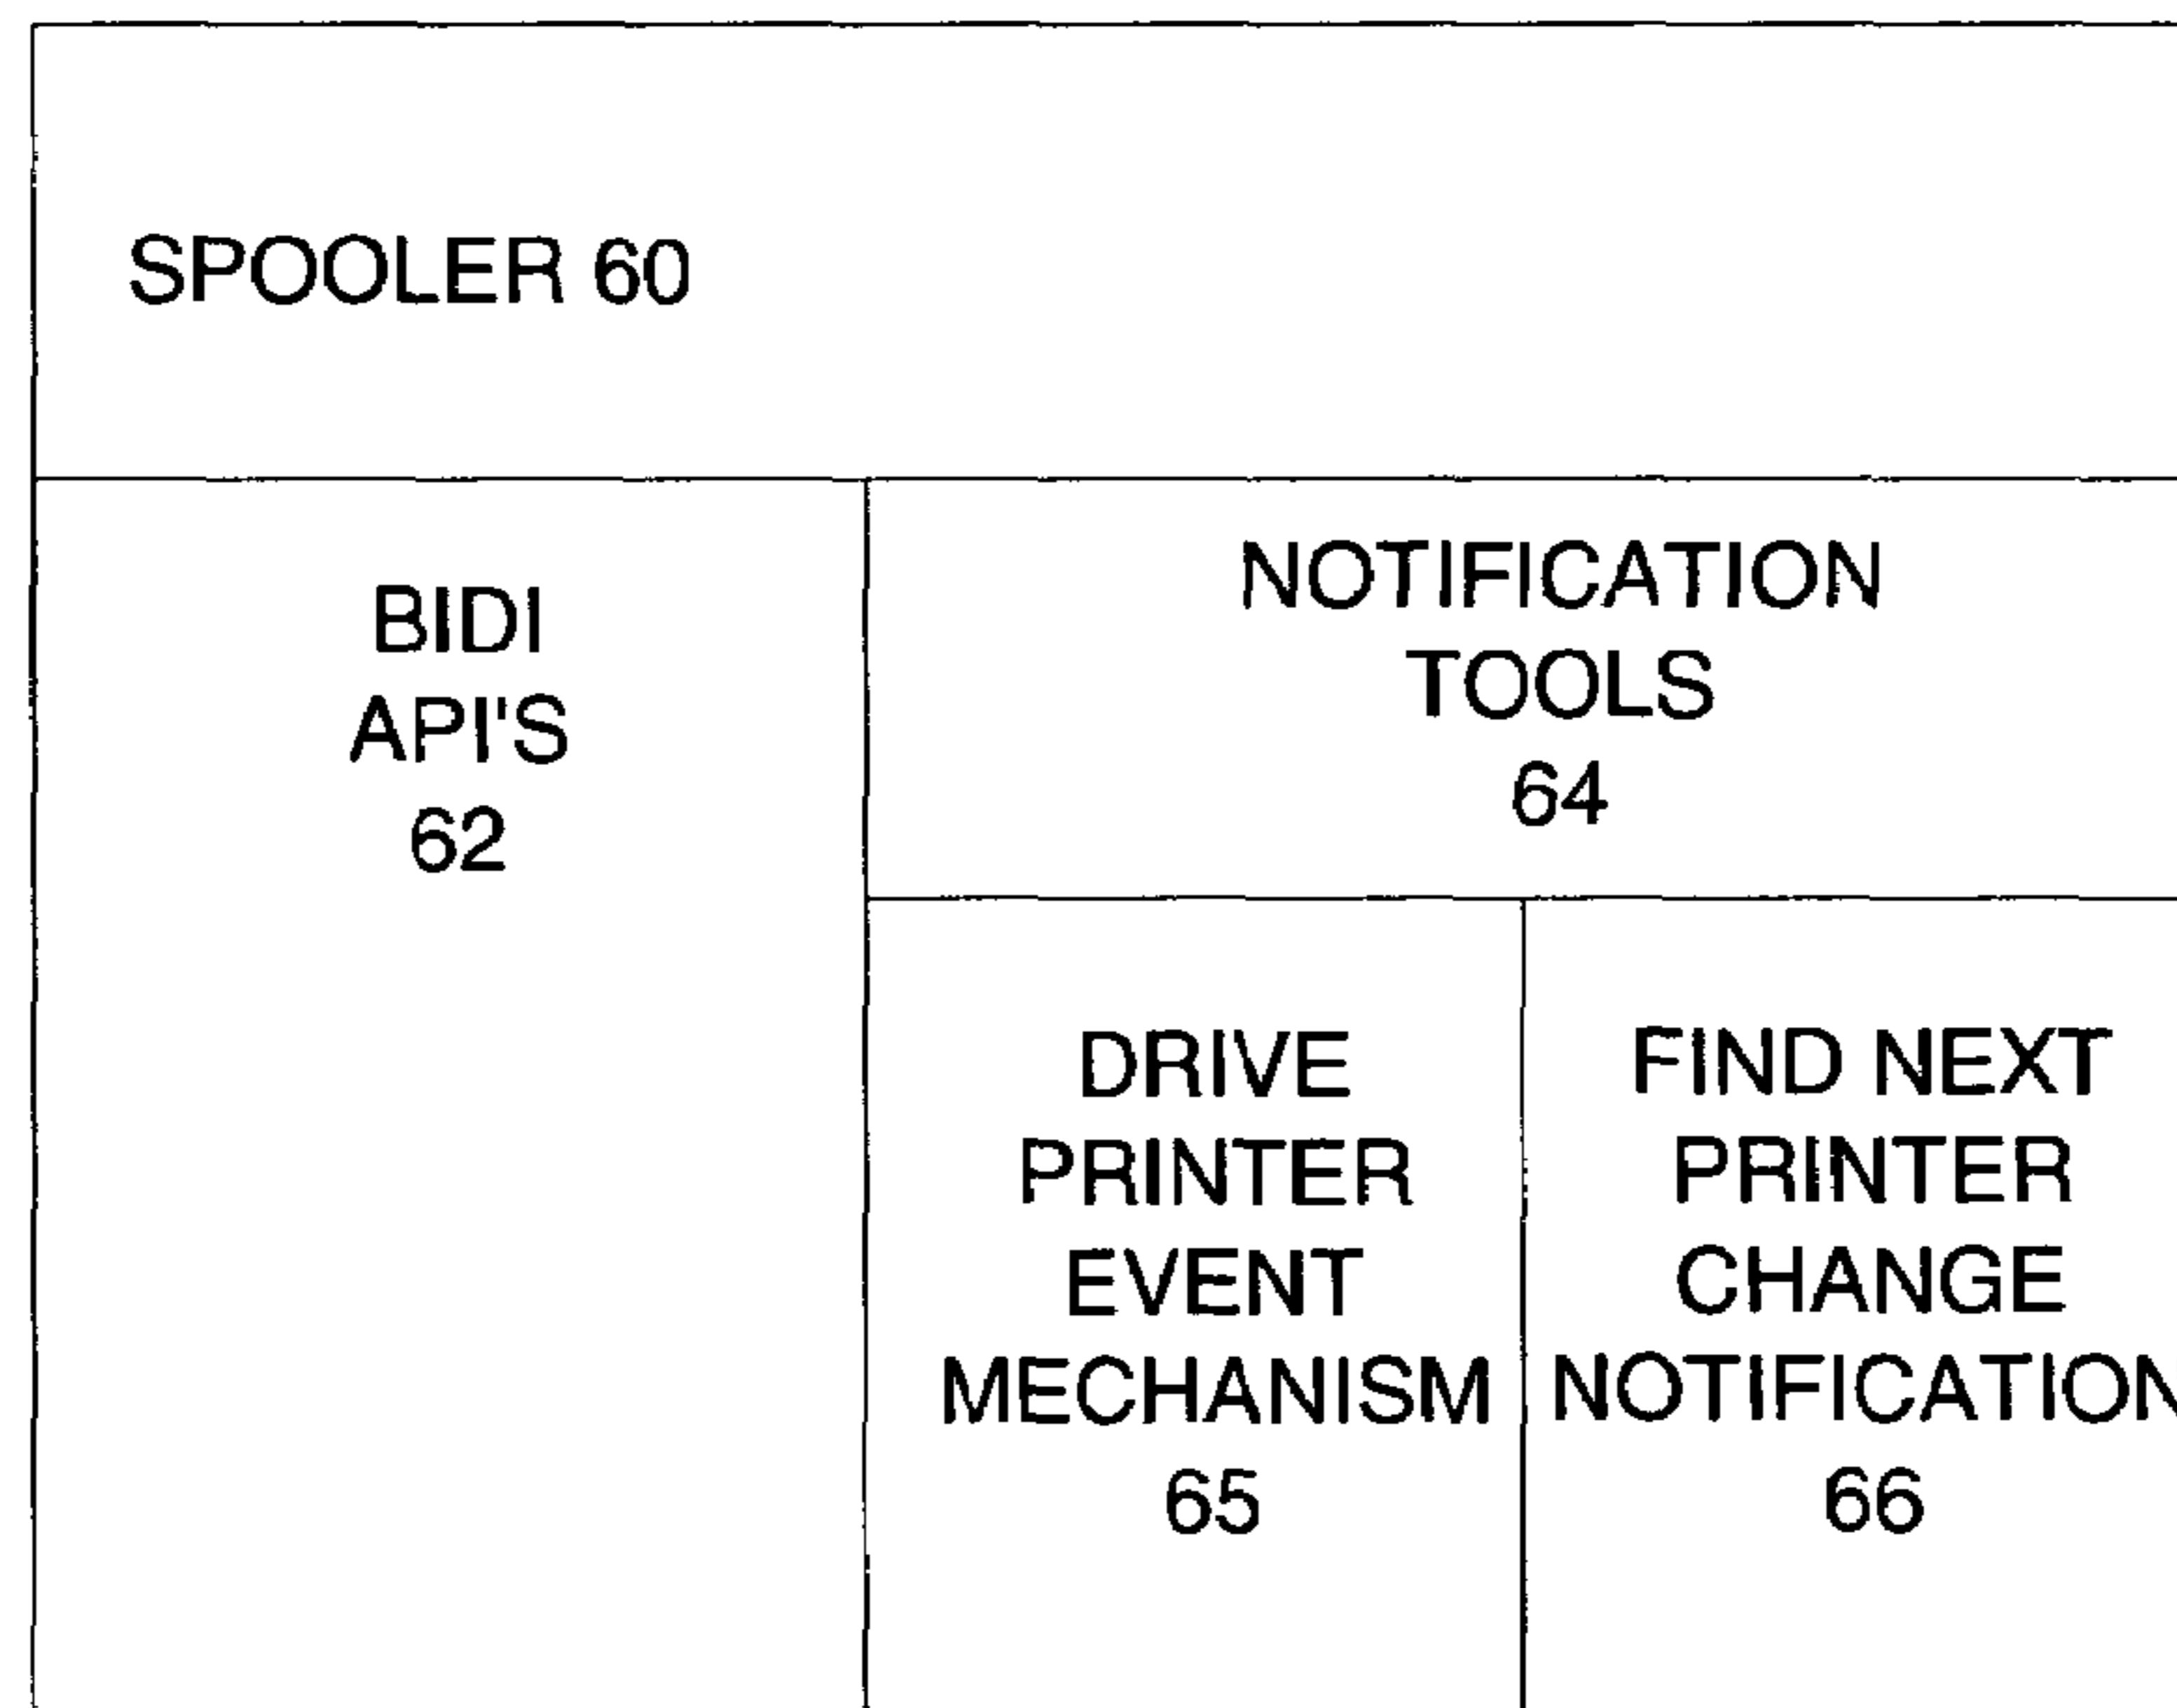 SPOOLER 60
BIDI
API'S
62
NOTIFICATION
TOOLS
64
DRIVE
PRINTER
EVENT
MECHANISM
65
FIND NEXT
PRINTER
CHANGE
NOTIFICATION
66